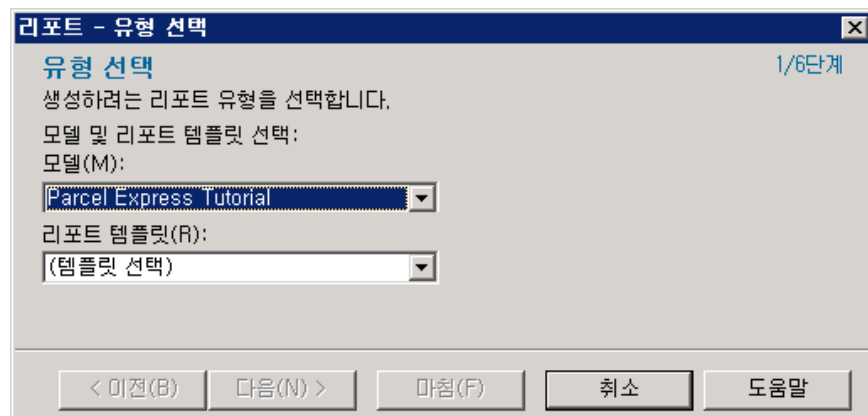 리포트 - 유형 선택
유형 선택 1/6단계
생성하려는 리포트 유형을 선택합니다.
모델 및 리포트 템플릿 선택:
모델(M):
Parcel Express Tutorial
리포트 템플릿(R):
(템플릿 선택)
< 이전(B) 다음(N) > 마침(F) 취소 도움말